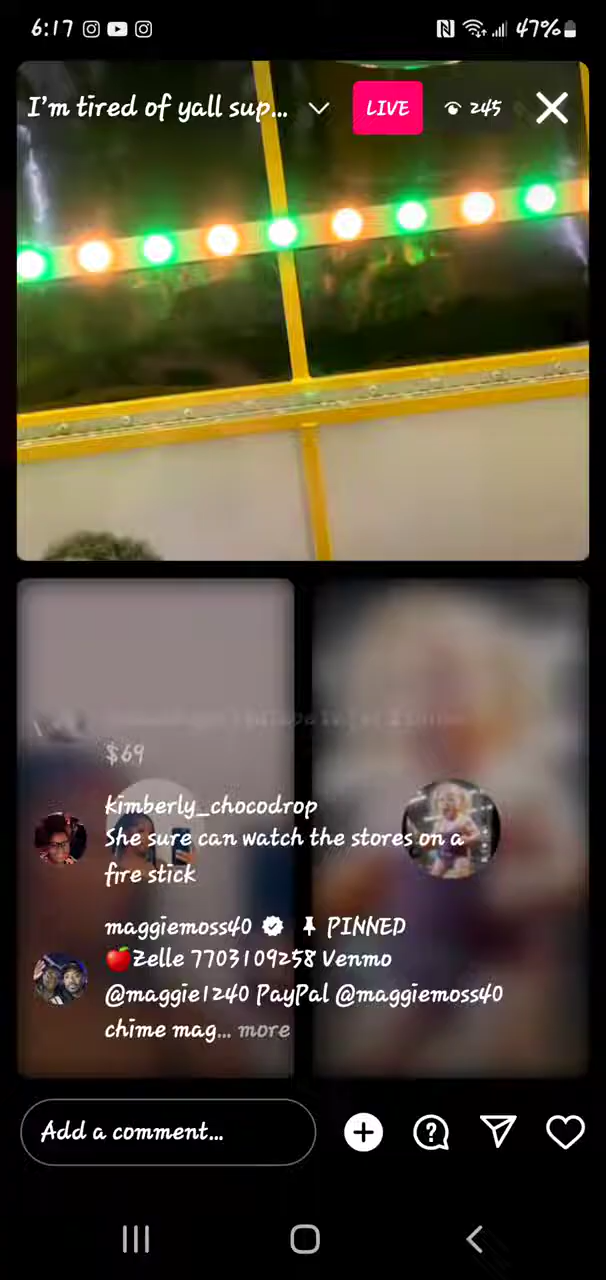 6:17
47%
I'm tired of yall sup...
LIVE
245
$69
kimberly_chocodrop
She sure can watch the stores on a
fire stick
maggiemoss40 PINNED
🍎Zelle 7703109258 Venmo
@maggie1240 PayPal @maggiemoss40
chime mag... more
Add a comment...